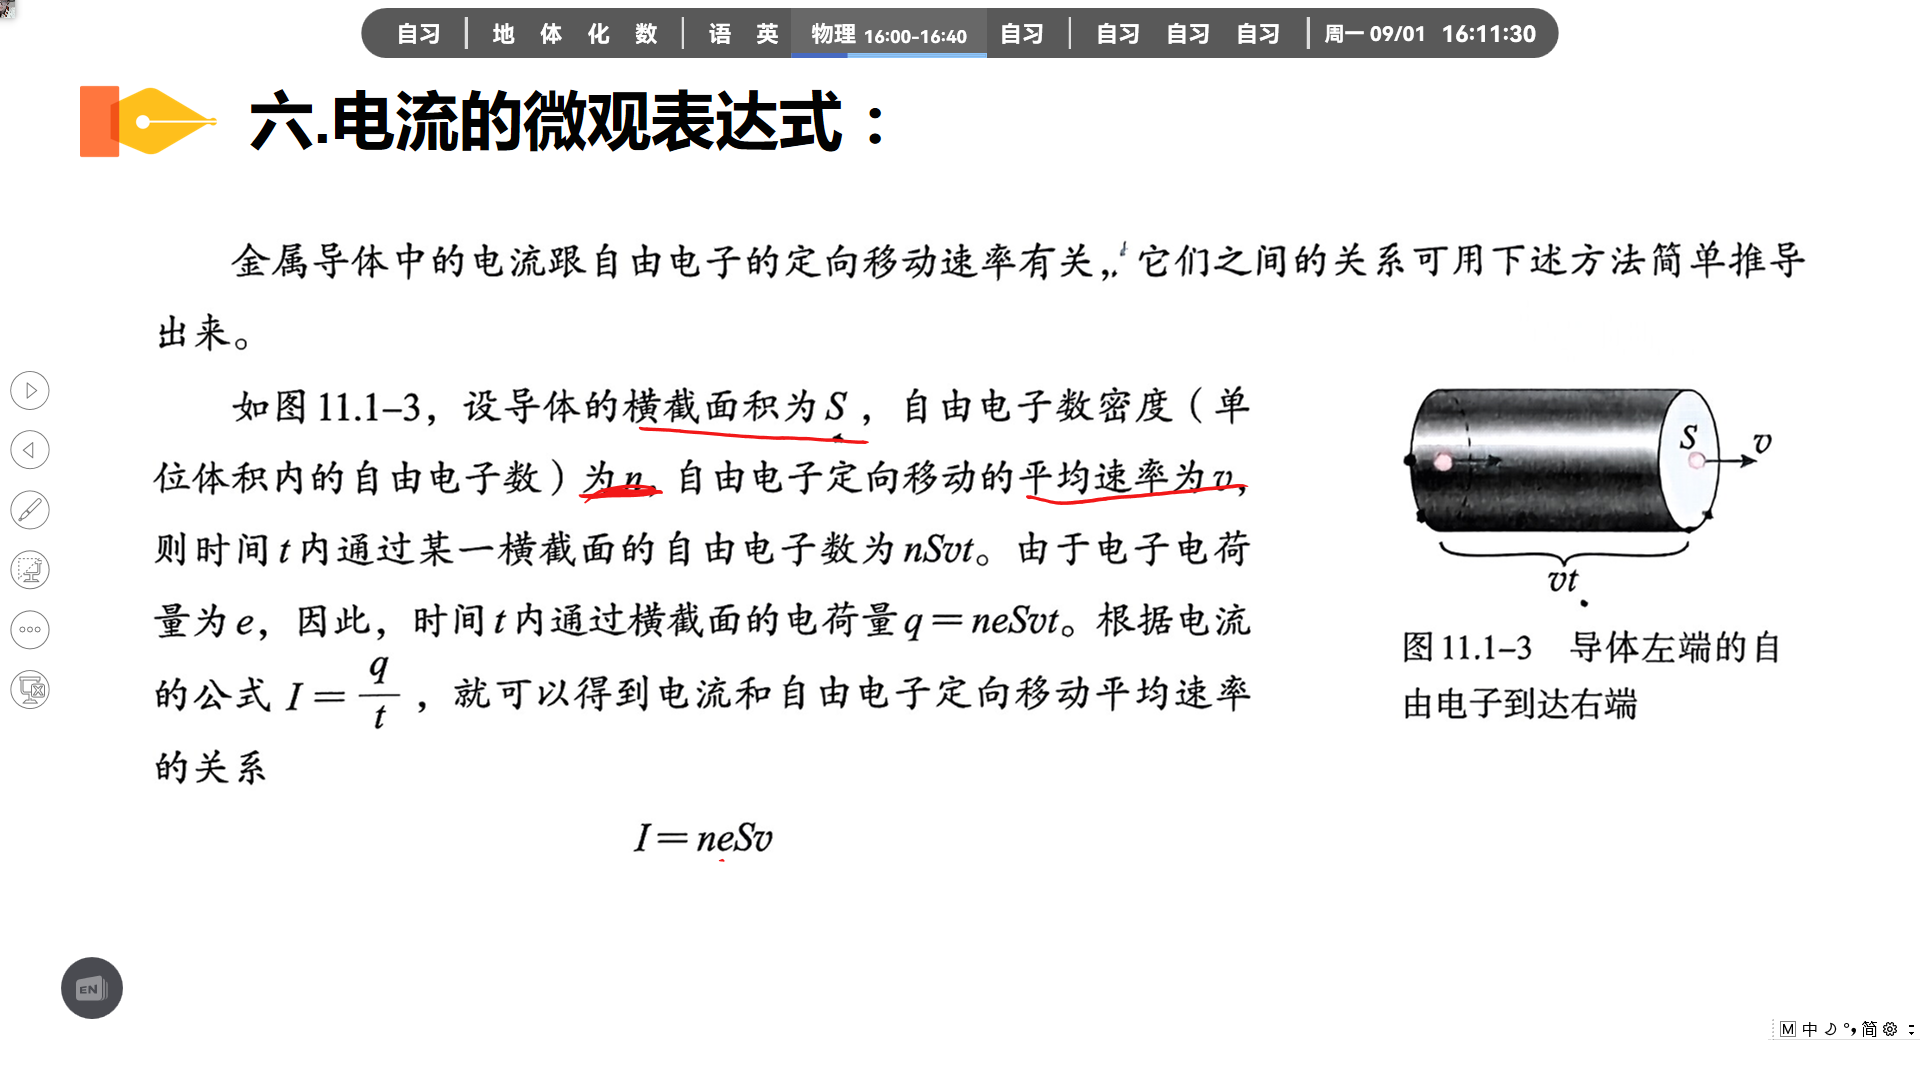 自习 | 地 体 化 数 | 语 英 物理 16:00-16:40 自习 | 自习 自习 自习 | 周一 09/01 16:11:30
六.电流的微观表达式：
金属导体中的电流跟自由电子的定向移动速率有关，它们之间的关系可用下述方法简单推导
出来。
如图 11.1–3，设导体的横截面积为 S，自由电子数密度（单
位体积内的自由电子数）为 n，自由电子定向移动的平均速率为 v，
则时间 t 内通过某一横截面的自由电子数为 nSvt。由于电子电荷
量为 e，因此，时间 t 内通过横截面的电荷量 q＝neSvt。根据电流
的公式 I＝q/t，就可以得到电流和自由电子定向移动平均速率
的关系
I＝neSv
S
v
vt
图 11.1–3 导体左端的自
由电子到达右端
EN
M 中 简